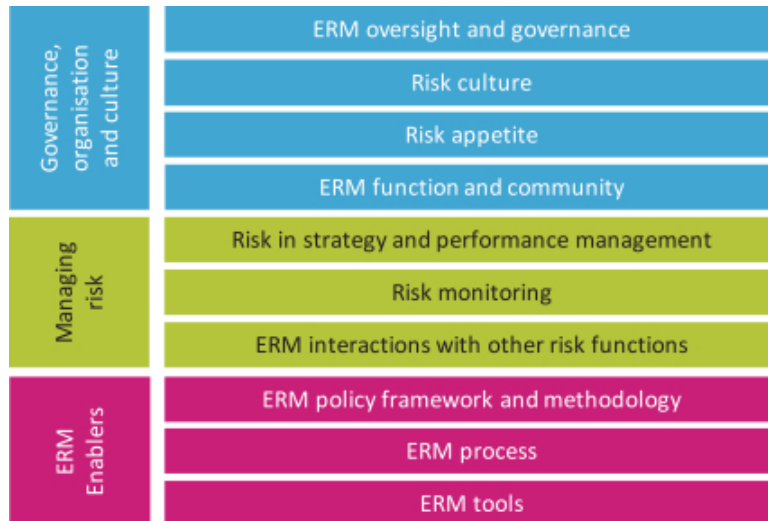 Governance,
organisation
and culture
ERM oversight and governance
Risk culture
Risk appetite
ERM function and community
Managing
risk
Risk in strategy and performance management
Risk monitoring
ERM interactions with other risk functions
ERM
Enablers
ERM policy framework and methodology
ERM process
ERM tools